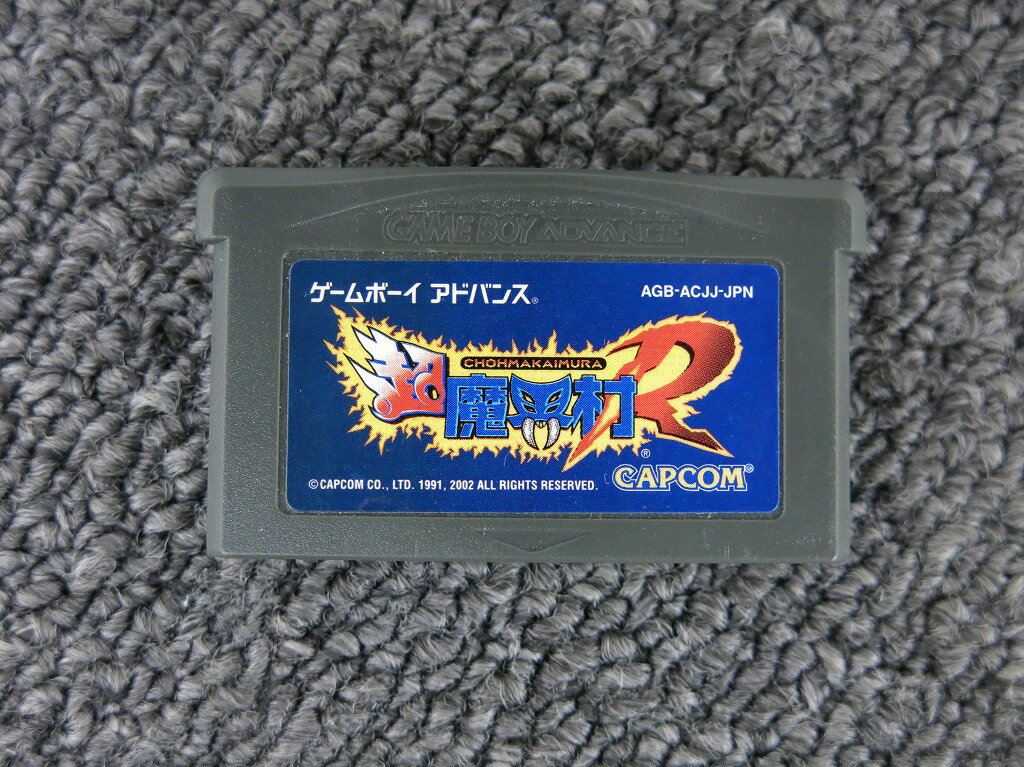 GAME BOY ADVANCE
ゲームボーイ アドバンス®
AGB-ACJJ-JPN
CHOHMAKAIMURA
超魔界村R®
©CAPCOM CO., LTD. 1991, 2002 ALL RIGHTS RESERVED.
CAPCOM®